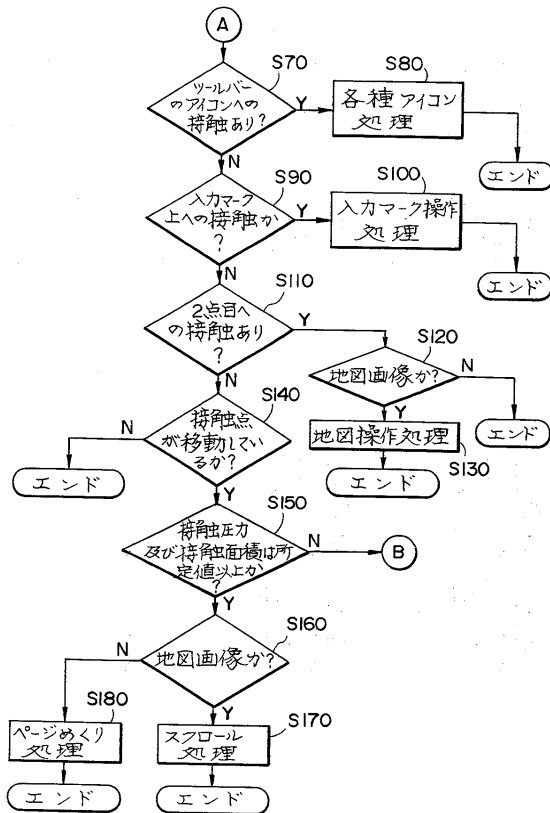 A
S70
ツールバー
のアイコンへの
接触あり?
Y
N
S80
各種アイコン
処理
エンド
S90
入力マーク
上への接触か
?
Y
N
S100
入力マーク操作
処理
エンド
S110
2点目へ
の接触あり
?
Y
N
S120
地図画像か?
N
Y
エンド
地図操作処理
S130
エンド
S140
接触点
が移動してい
るか?
N
Y
エンド
S150
接触圧力
及び接触面積は所
定値以上か
?
N
B
Y
S160
地図画像か?
N
Y
S180
ページめくり
処理
エンド
S170
スクロール
処理
エンド